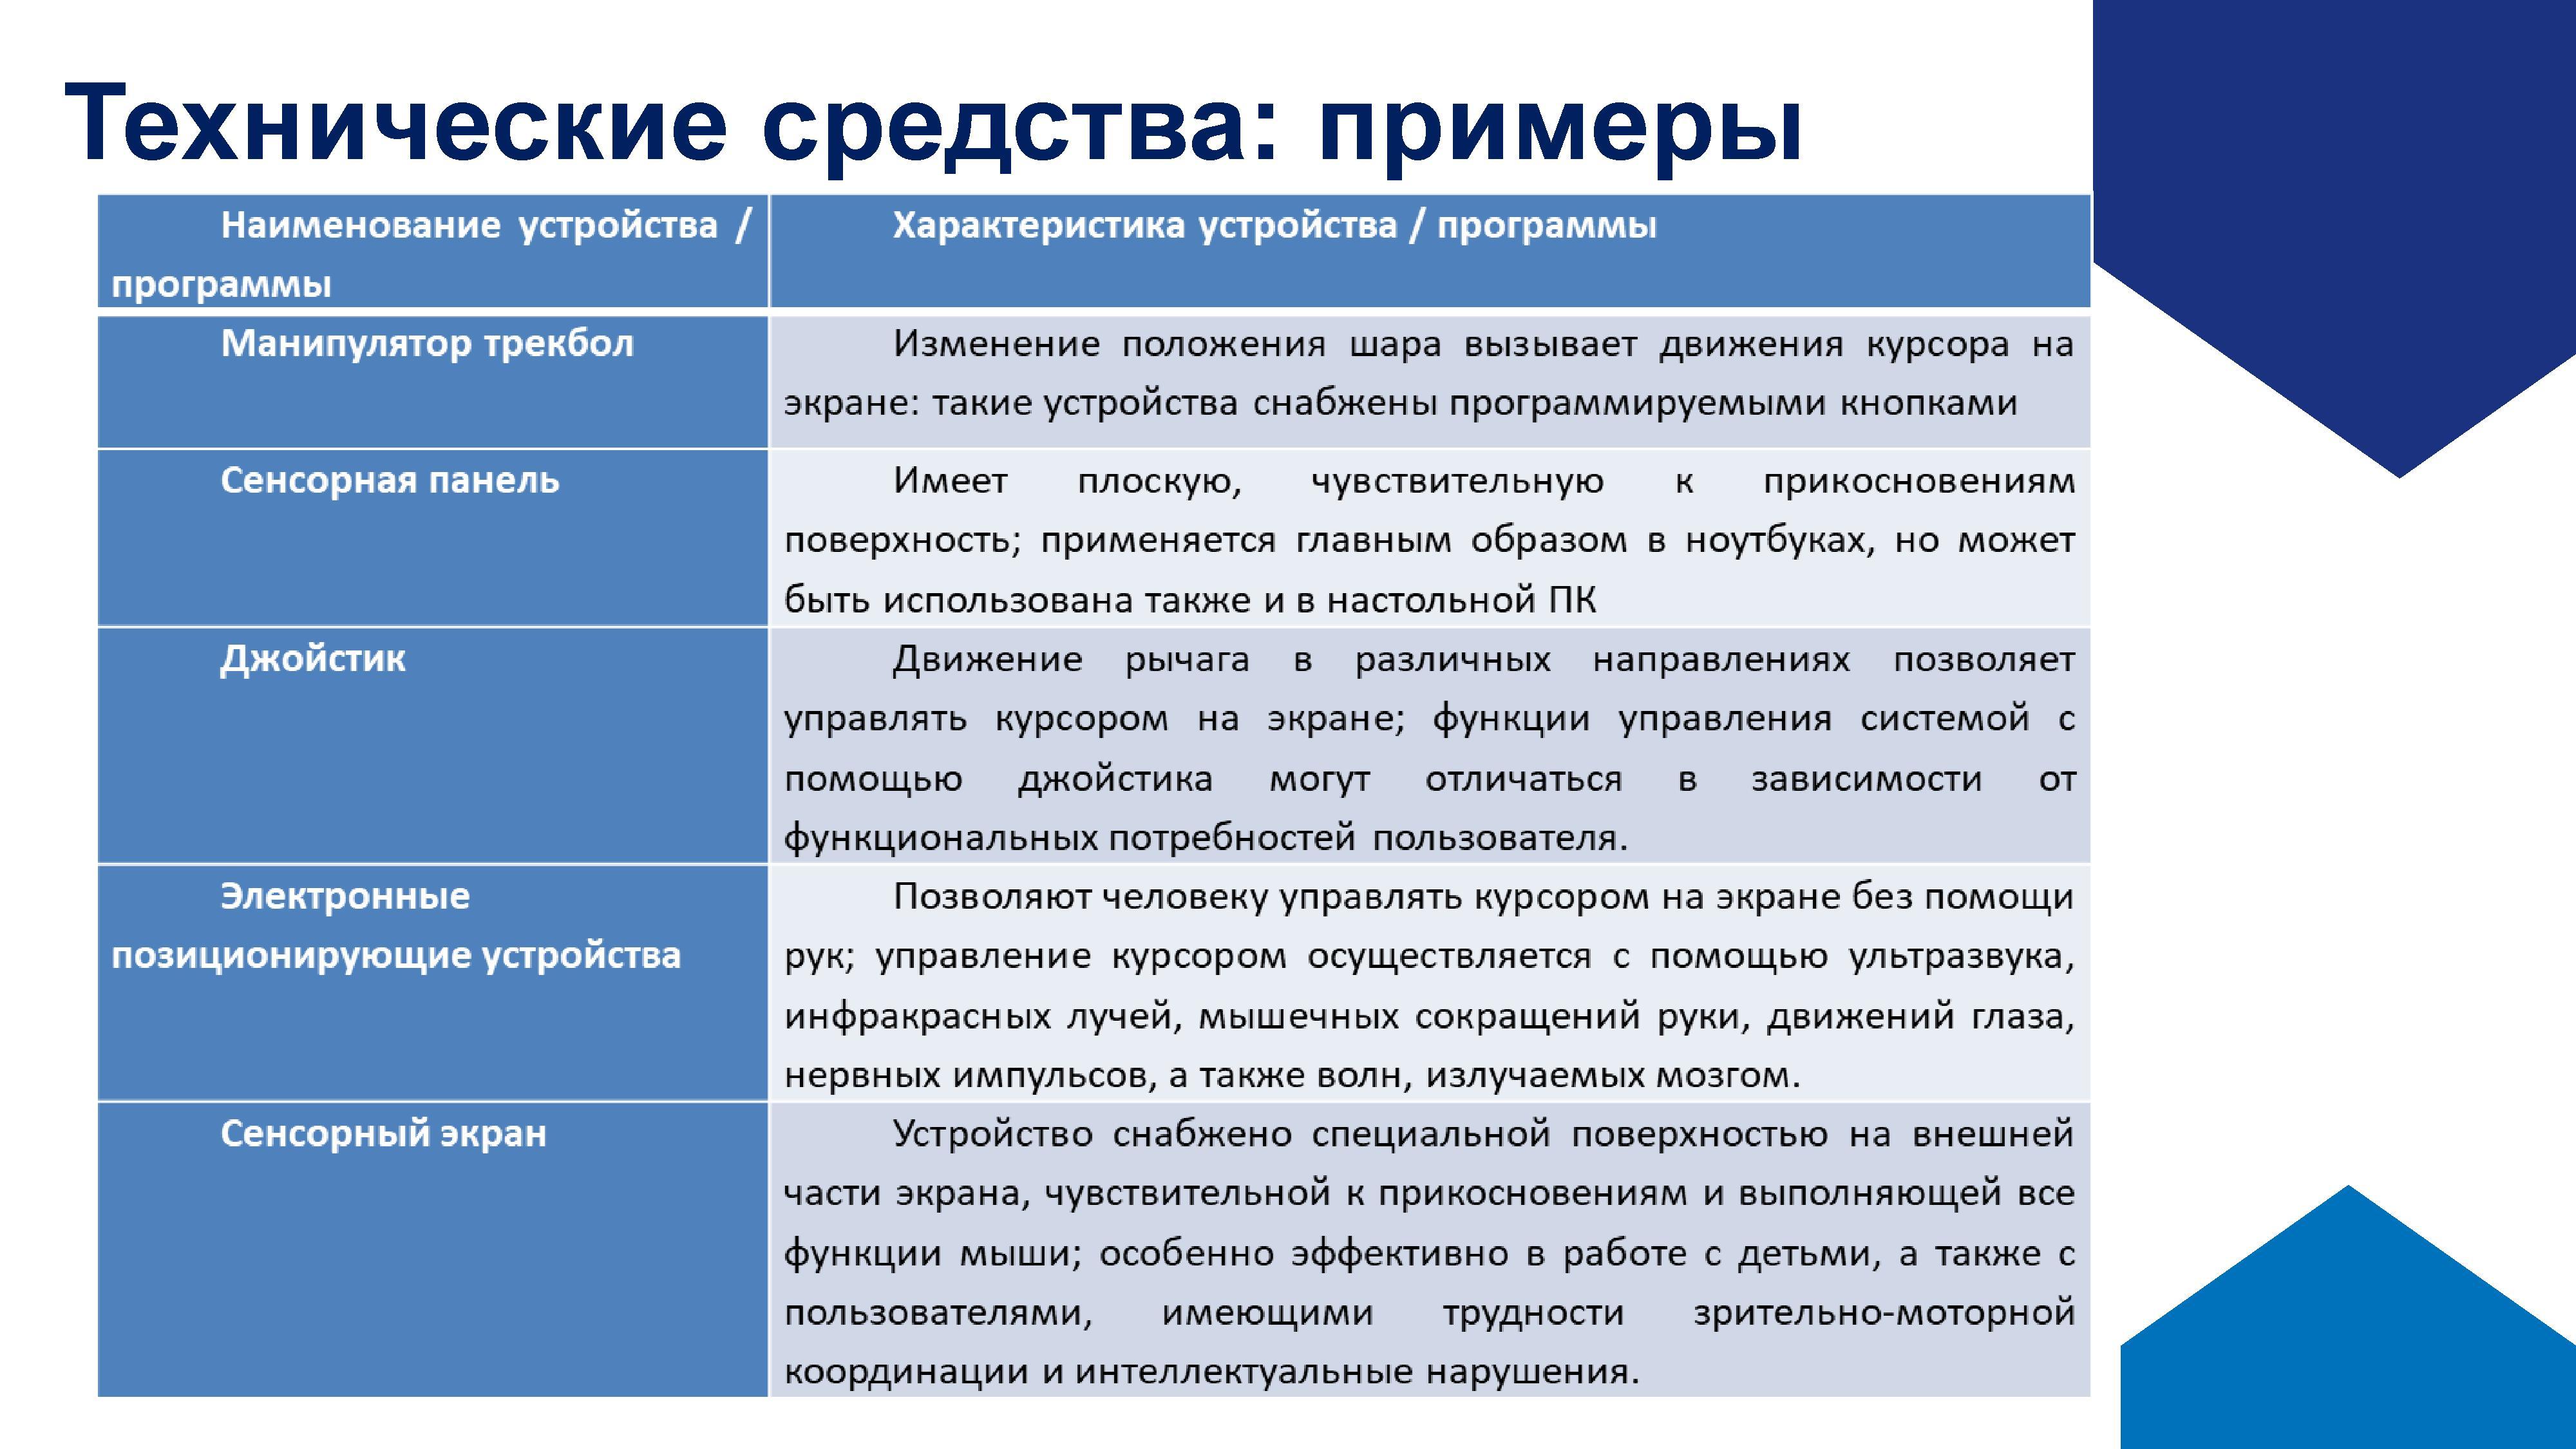 Технические средства: примеры
Наименование устройства /
программы
Характеристика устройства / программы
Манипулятор трекбол
Изменение положения шара вызывает движения курсора на
экране: такие устройства снабжены программируемыми кнопками
Сенсорная панель
Имеет плоскую, чувствительную к прикосновениям
поверхность; применяется главным образом в ноутбуках, но может
быть использована также и в настольной ПК
Джойстик
Движение рычага в различных направлениях позволяет
управлять курсором на экране; функции управления системой с
помощью джойстика могут отличаться в зависимости от
функциональных потребностей пользователя.
Электронные
позиционирующие устройства
Позволяют человеку управлять курсором на экране без помощи
рук; управление курсором осуществляется с помощью ультразвука,
инфракрасных лучей, мышечных сокращений руки, движений глаза,
нервных импульсов, а также волн, излучаемых мозгом.
Сенсорный экран
Устройство снабжено специальной поверхностью на внешней
части экрана, чувствительной к прикосновениям и выполняющей все
функции мыши; особенно эффективно в работе с детьми, а также с
пользователями, имеющими трудности зрительно-моторной
координации и интеллектуальные нарушения.